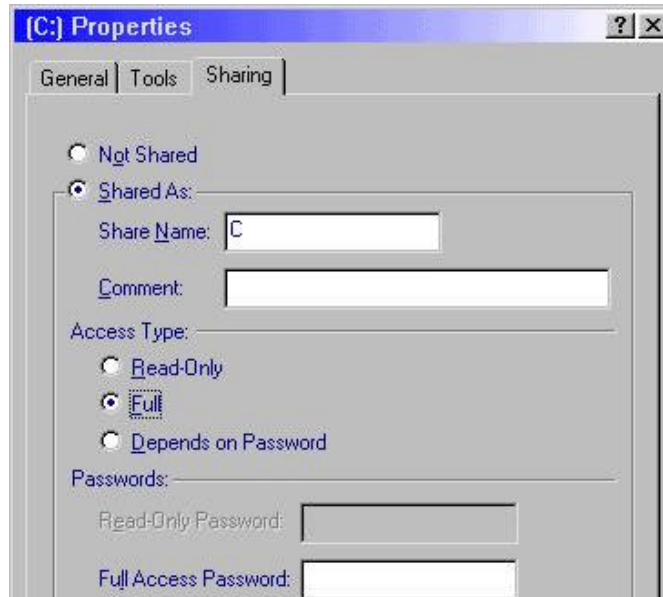 (C:) Properties
General Tools Sharing
Not Shared
Shared As:
Share Name: C
Comment:
Access Type:
Read-Only
Full
Depends on Password
Passwords:
Read-Only Password:
Full Access Password: